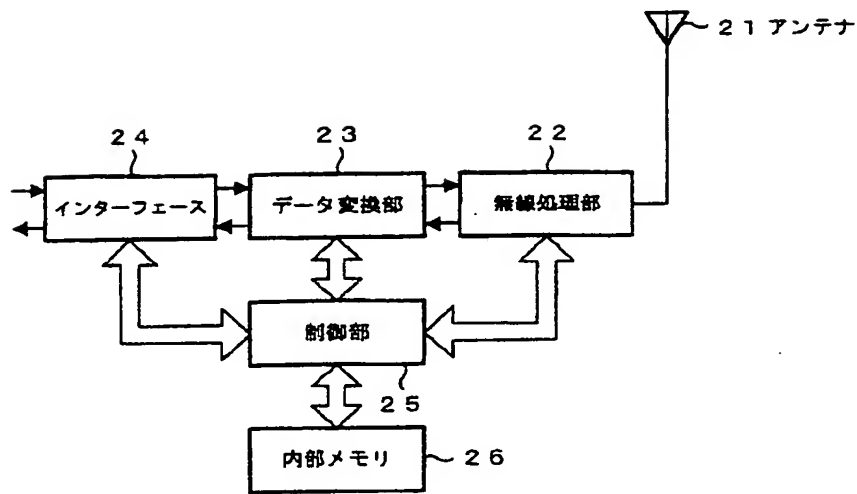 21 アンテナ
24
23
22
インターフェース
データ変換部
無線処理部
制御部
25
内部メモリ
26